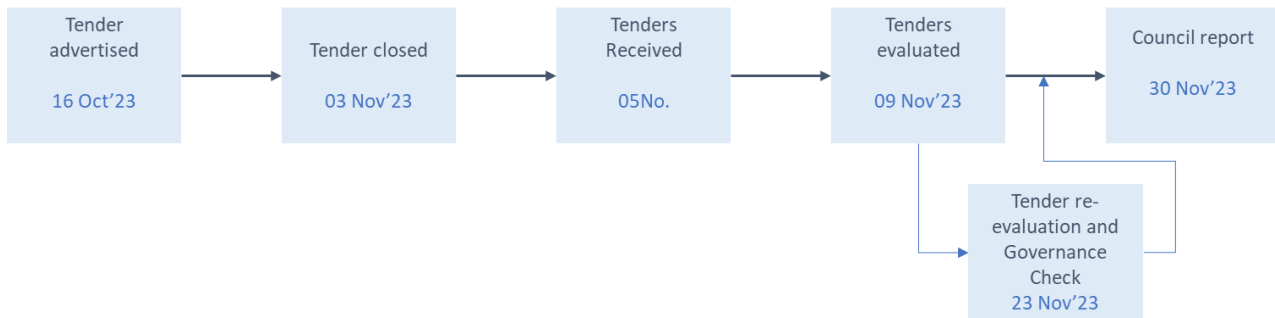 Tender
advertised
16 Oct'23
Tender closed
03 Nov'23
Tenders
Received
05No.
Tenders
evaluated
09 Nov'23
Council report
30 Nov'23
Tender re-
evaluation and
Governance
Check
23 Nov'23